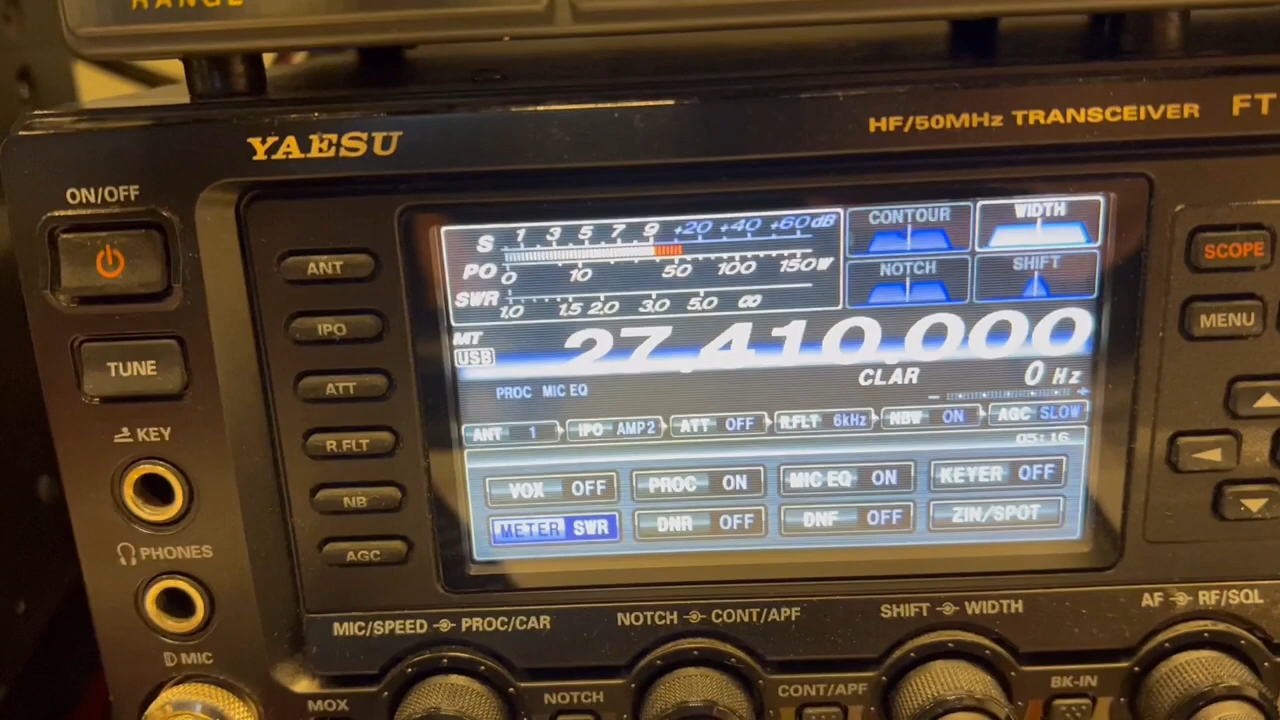 RANGE
YAESU
HF/50MHz TRANSCEIVER FT
ON/OFF
TUNE
KEY
PHONES
MIC
ANT
IPO
ATT
R.FLT
NB
AGC
S 1 3 5 7 9 +20 +40 +60dB
PO 0 10 50 100 150W
SWR 1.0 1.5 2.0 3.0 5.0 ∞
CONTOUR WIDTH
NOTCH SHIFT
MT
USB 27.410.000
CLAR 0 Hz
PROC MIC EQ
ANT 1 IPO AMP2 ATT OFF R.FLT 6kHz NBW ON AGC SLOW
05:16
VOX OFF PROC ON MIC EQ ON KEYER OFF
METER SWR DNR OFF DNF OFF ZIN/SPOT
SCOPE
MENU
MIC/SPEED PROC/CAR NOTCH CONT/APF SHIFT WIDTH AF RF/SQL
MOX NOTCH CONT/APF BK-IN